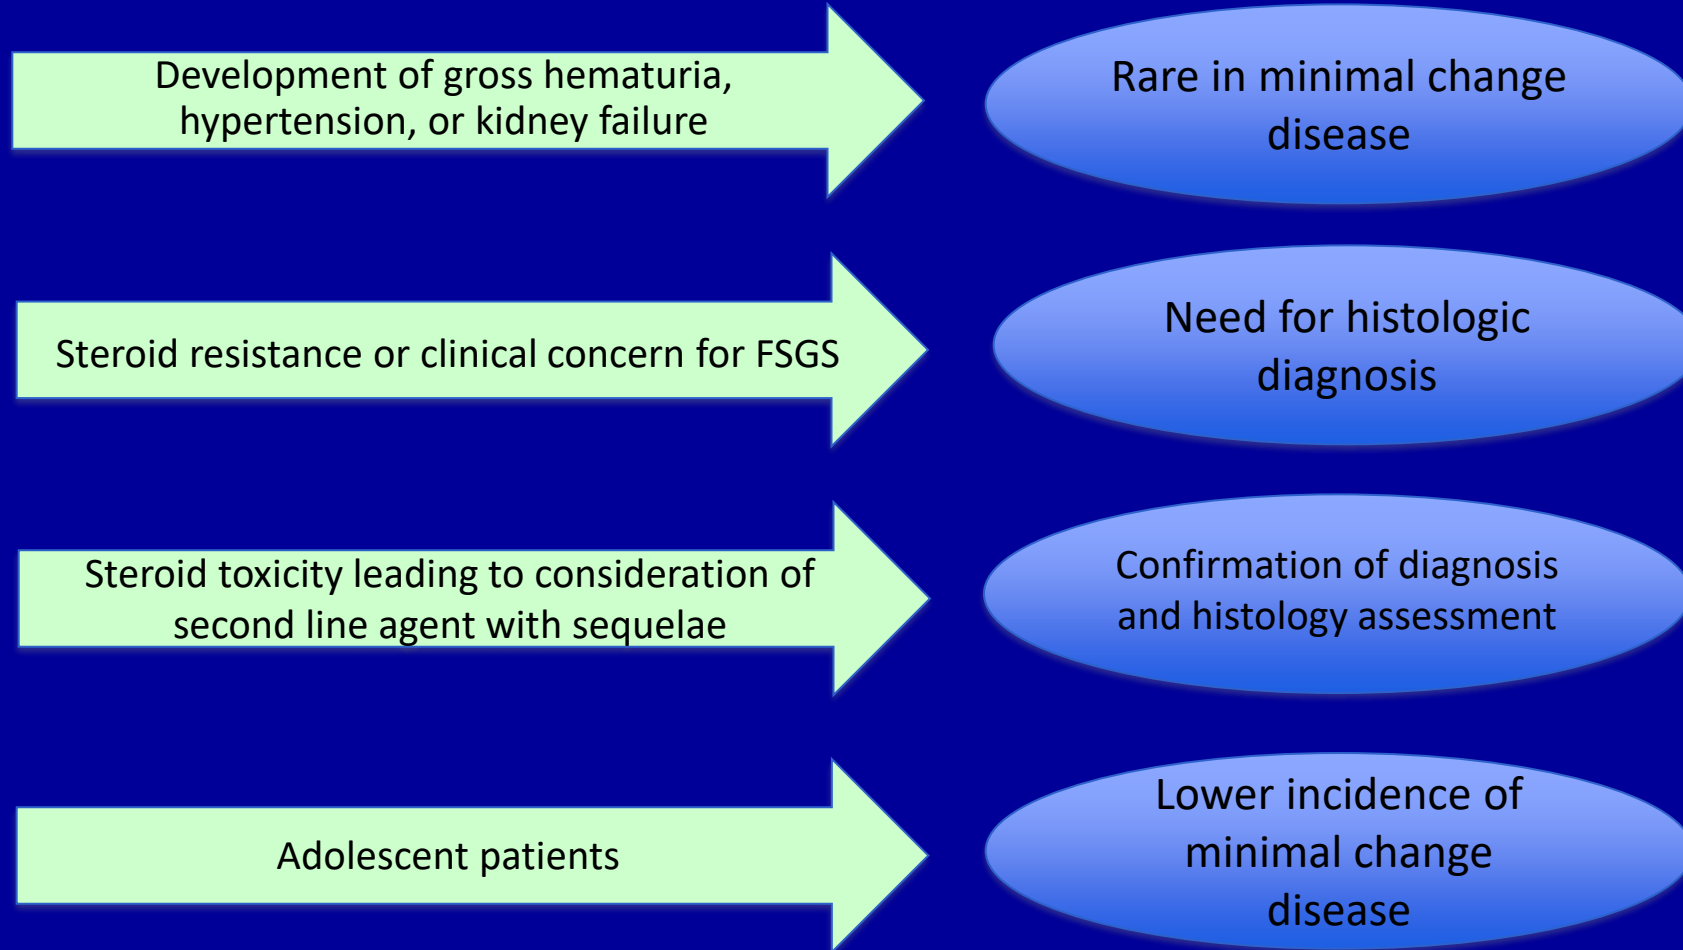 Development of gross hematuria,
hypertension, or kidney failure
Rare in minimal change
disease
Steroid resistance or clinical concern for FSGS
Need for histologic
diagnosis
Steroid toxicity leading to consideration of
second line agent with sequelae
Confirmation of diagnosis
and histology assessment
Adolescent patients
Lower incidence of
minimal change
disease